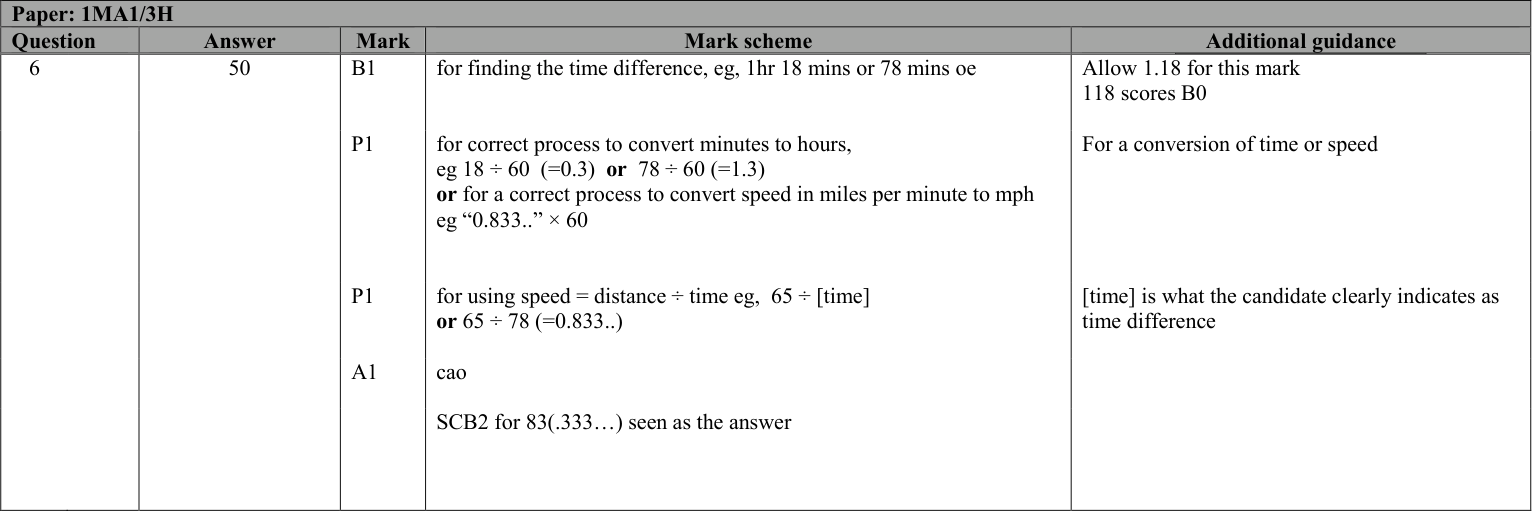 Paper: 1MA1/3H
Question Answer Mark Mark scheme Additional guidance
6 50 B1 for finding the time difference, eg, 1hr 18 mins or 78 mins oe Allow 1.18 for this mark
118 scores B0
P1 for correct process to convert minutes to hours, For a conversion of time or speed
eg 18 ÷ 60 (=0.3) or 78 ÷ 60 (=1.3)
or for a correct process to convert speed in miles per minute to mph
eg “0.833..” × 60
P1 for using speed = distance ÷ time eg, 65 ÷ [time] [time] is what the candidate clearly indicates as
or 65 ÷ 78 (=0.833..) time difference
A1 cao
SCB2 for 83(.333…) seen as the answer